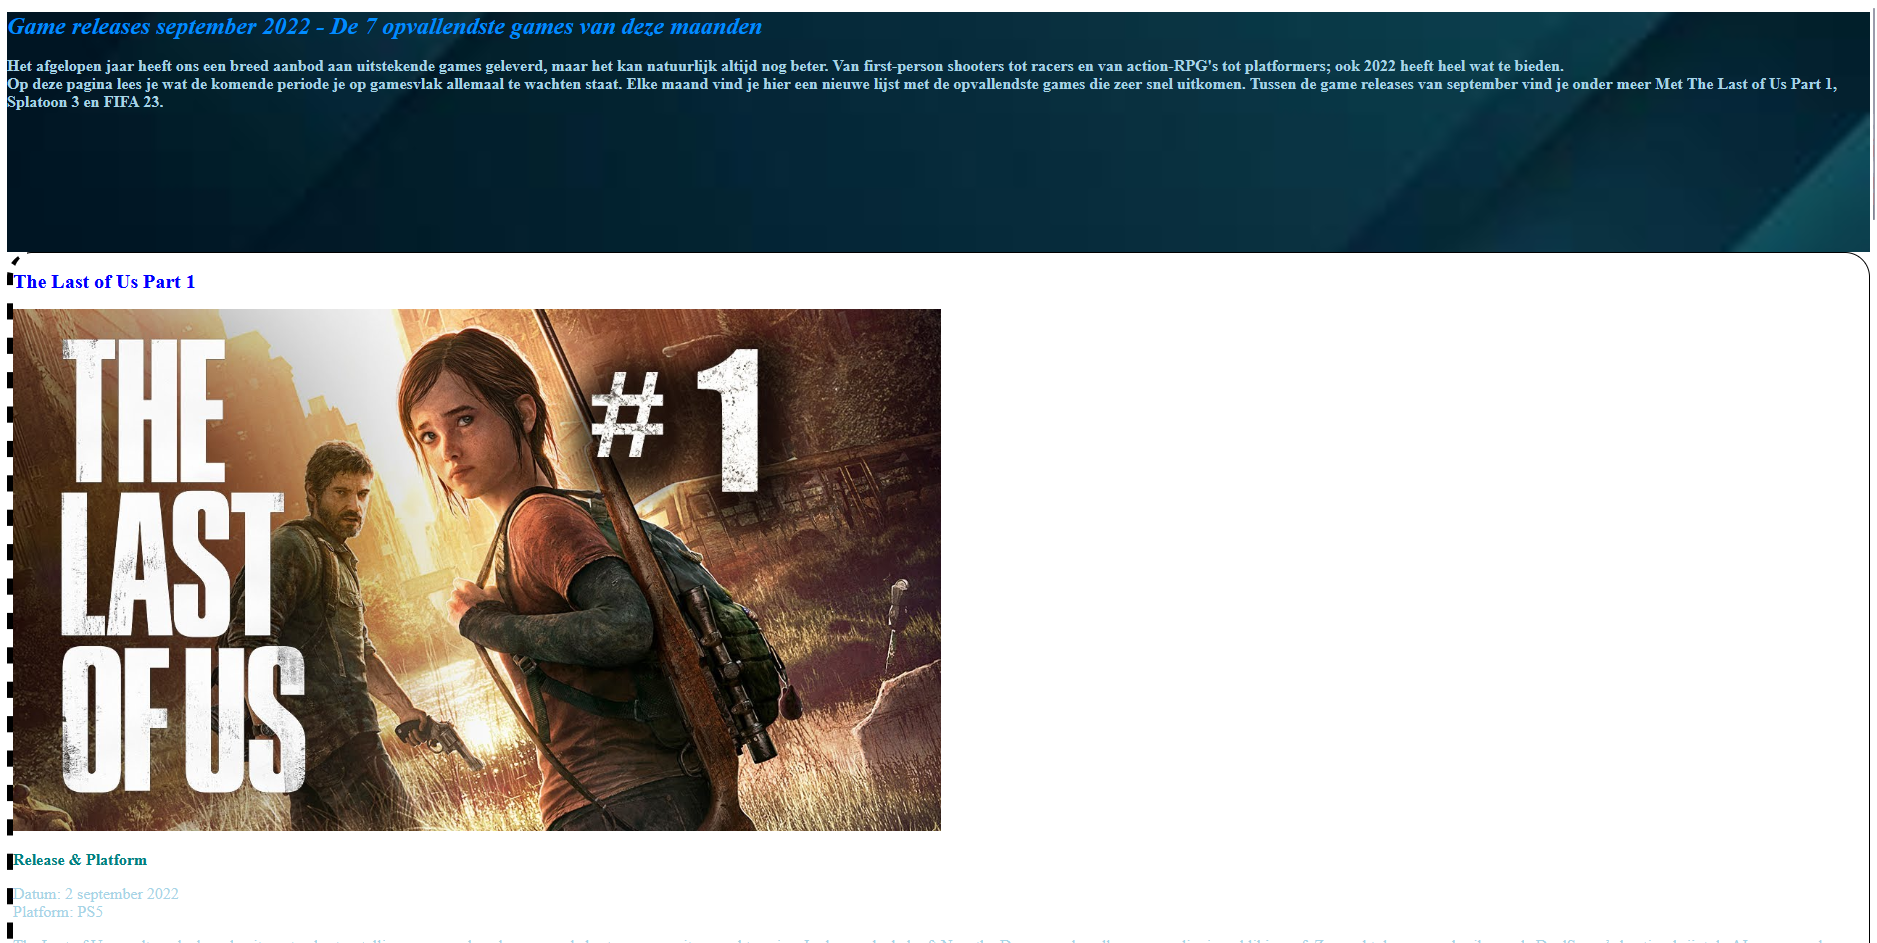 Game releases september 2022 - De 7 opvallendste games van deze maanden
Het afgelopen jaar heeft ons een breed aanbod aan uitstekende games geleverd, maar het kan natuurlijk altijd nog beter. Van first-person shooters tot racers en van action-RPG's tot platformers; ook 2022 heeft heel wat te bieden.
Op deze pagina lees je wat de komende periode je op gamesvlak allemaal te wachten staat. Elke maand vind je hier een nieuwe lijst met de opvallendste games die zeer snel uitkomen. Tussen de game releases van september vind je onder meer Met The Last of Us Part 1,
Splatoon 3 en FIFA 23.
The Last of Us Part 1
THE
LAST
OF US
#1
Release & Platform
Datum: 2 september 2022
Platform: PS5